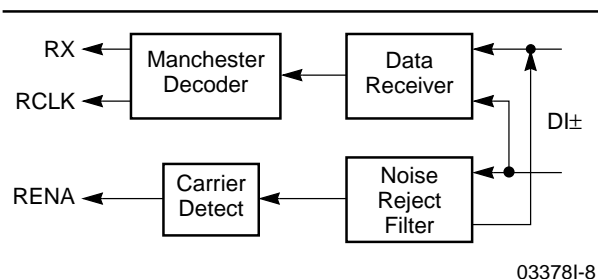 RX
Manchester
Decoder
Data
Receiver
RCLK
DI±
RENA
Carrier
Detect
Noise
Reject
Filter
03378I-8